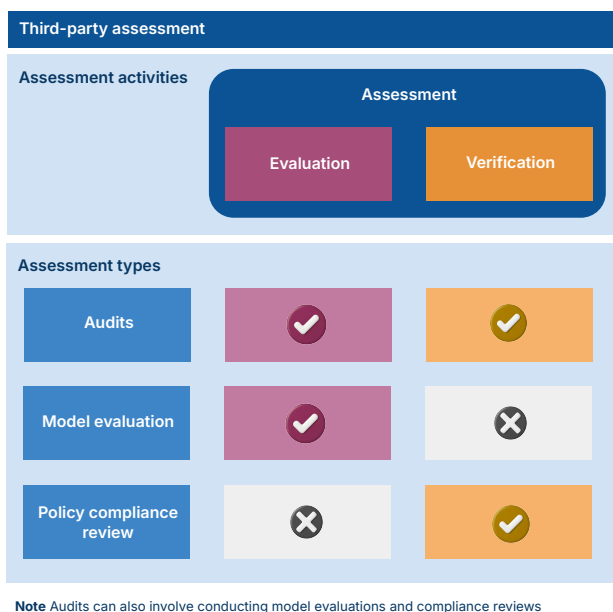 Third-party assessment
Assessment activities
Assessment
Evaluation
Verification
Assessment types
Audits
Model evaluation
Policy compliance
review
Note Audits can also involve conducting model evaluations and compliance reviews